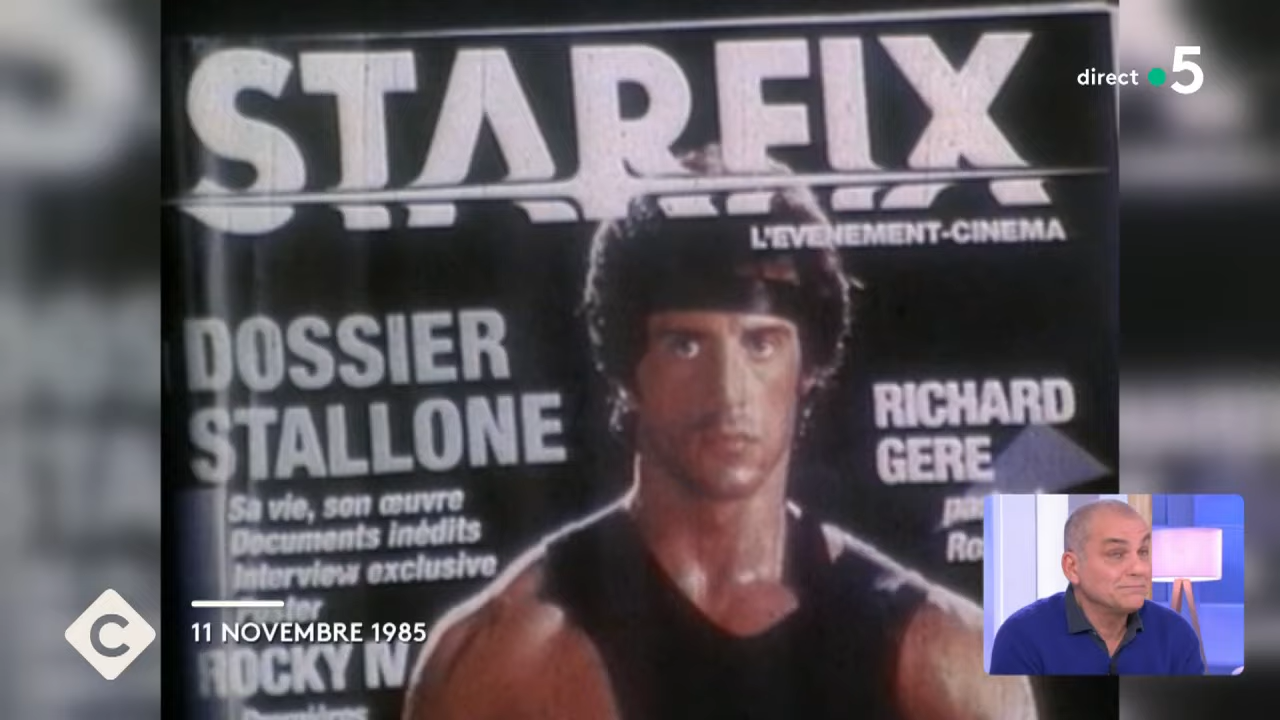 STARFIX
L'EVENEMENT-CINEMA
direct 5
DOSSIER
STALLONE
Sa vie, son œuvre
Documents inédits
Interview exclusive
RICHARD
GERE
C
11 NOVEMBRE 1985
ROCKY IV
Premières